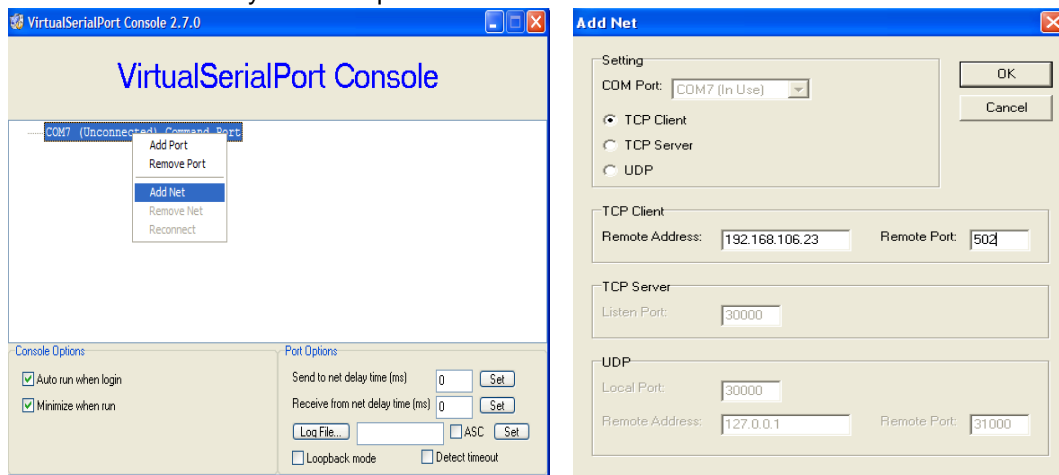 VirtualSerialPort Console 2.7.0
VirtualSerialPort Console
COM7 (Unconnected) Command Port
Add Port
Remove Port
Add Net
Remove Net
Reconnect
Console Options
Auto run when login
Minimize when run
Port Options
Send to net delay time (ms) 0 Set
Receive from net delay time (ms) 0 Set
Log File... ASC Set
Loopback mode Detect timeout
Add Net
Setting
COM Port: COM7 (In Use)
TCP Client
TCP Server
UDP
OK
Cancel
TCP Client
Remote Address: 192.168.106.23 Remote Port: 502
TCP Server
Listen Port: 30000
UDP
Local Port: 30000
Remote Address: 127.0.0.1 Remote Port: 31000